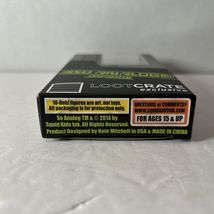 LOOTCRATE
exclusive
10-Doh! figures are art, not toys.
All packaging is for protection only.
So Analog TM & © 2014 by
Squid Kids Ink. All Rights Reserved.
Product Designed by Nate Mitchell in USA & MADE IN CHINA
QUESTIONS or COMMENTS?
FOR AGES 15 & UP